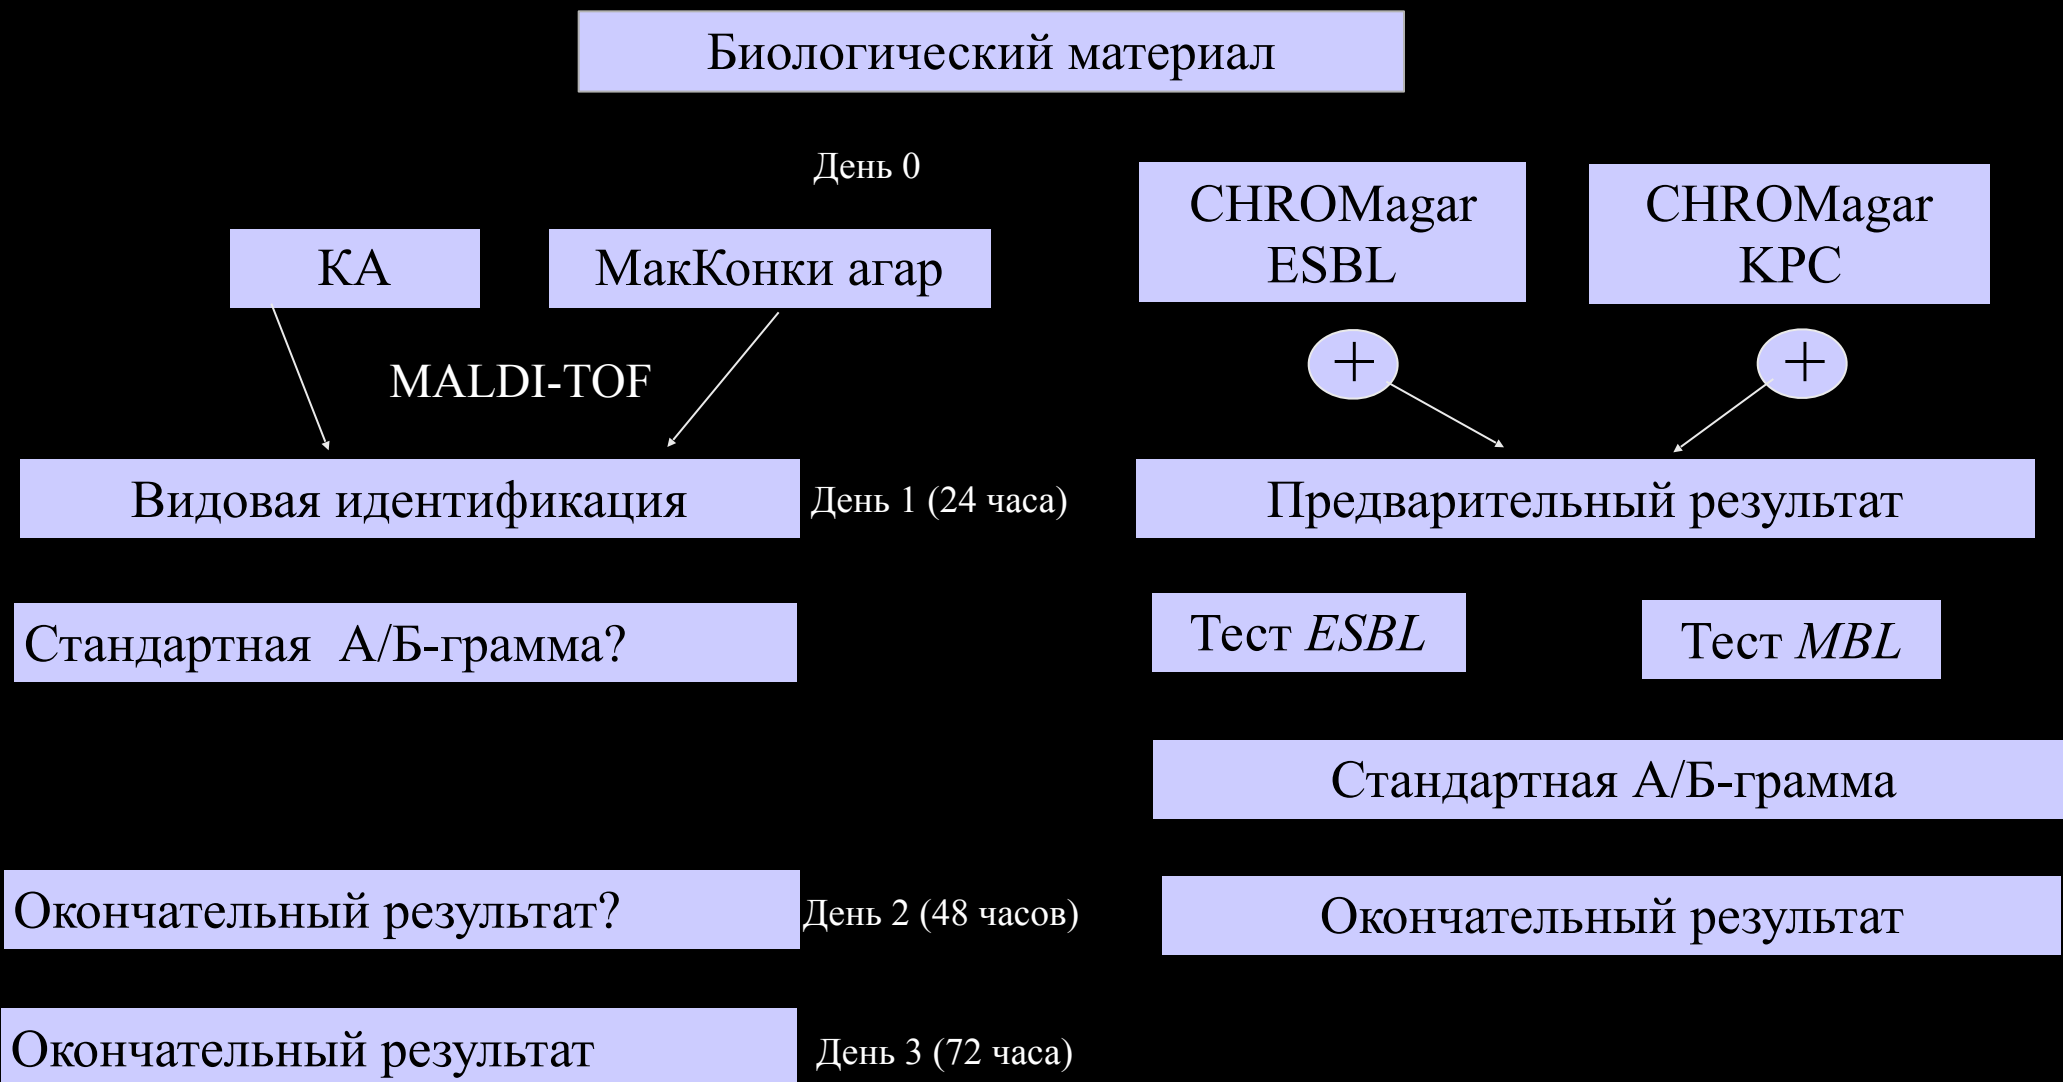 Биологический материал
День 0
CHROMagar
ESBL
CHROMagar
KPC
КА
МакКонки агар
+
+
MALDI-TOF
Видовая идентификация
День 1 (24 часа)
Предварительный результат
Стандартная А/Б-грамма?
Тест ESBL
Тест MBL
Стандартная А/Б-грамма
Окончательный результат?
День 2 (48 часов)
Окончательный результат
Окончательный результат
День 3 (72 часа)